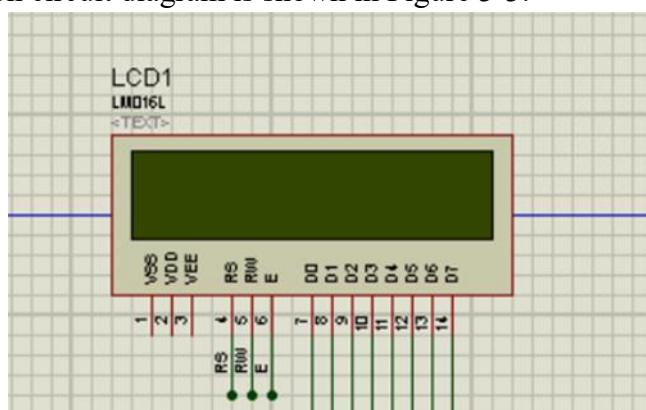 LCD1
LM016L
<TEXT>
VSS VDD VEE RS RW E D0 D1 D2 D3 D4 D5 D6 D7
1 2 3 4 5 6 7 8 9 10 11 12 13 14
RS RW E